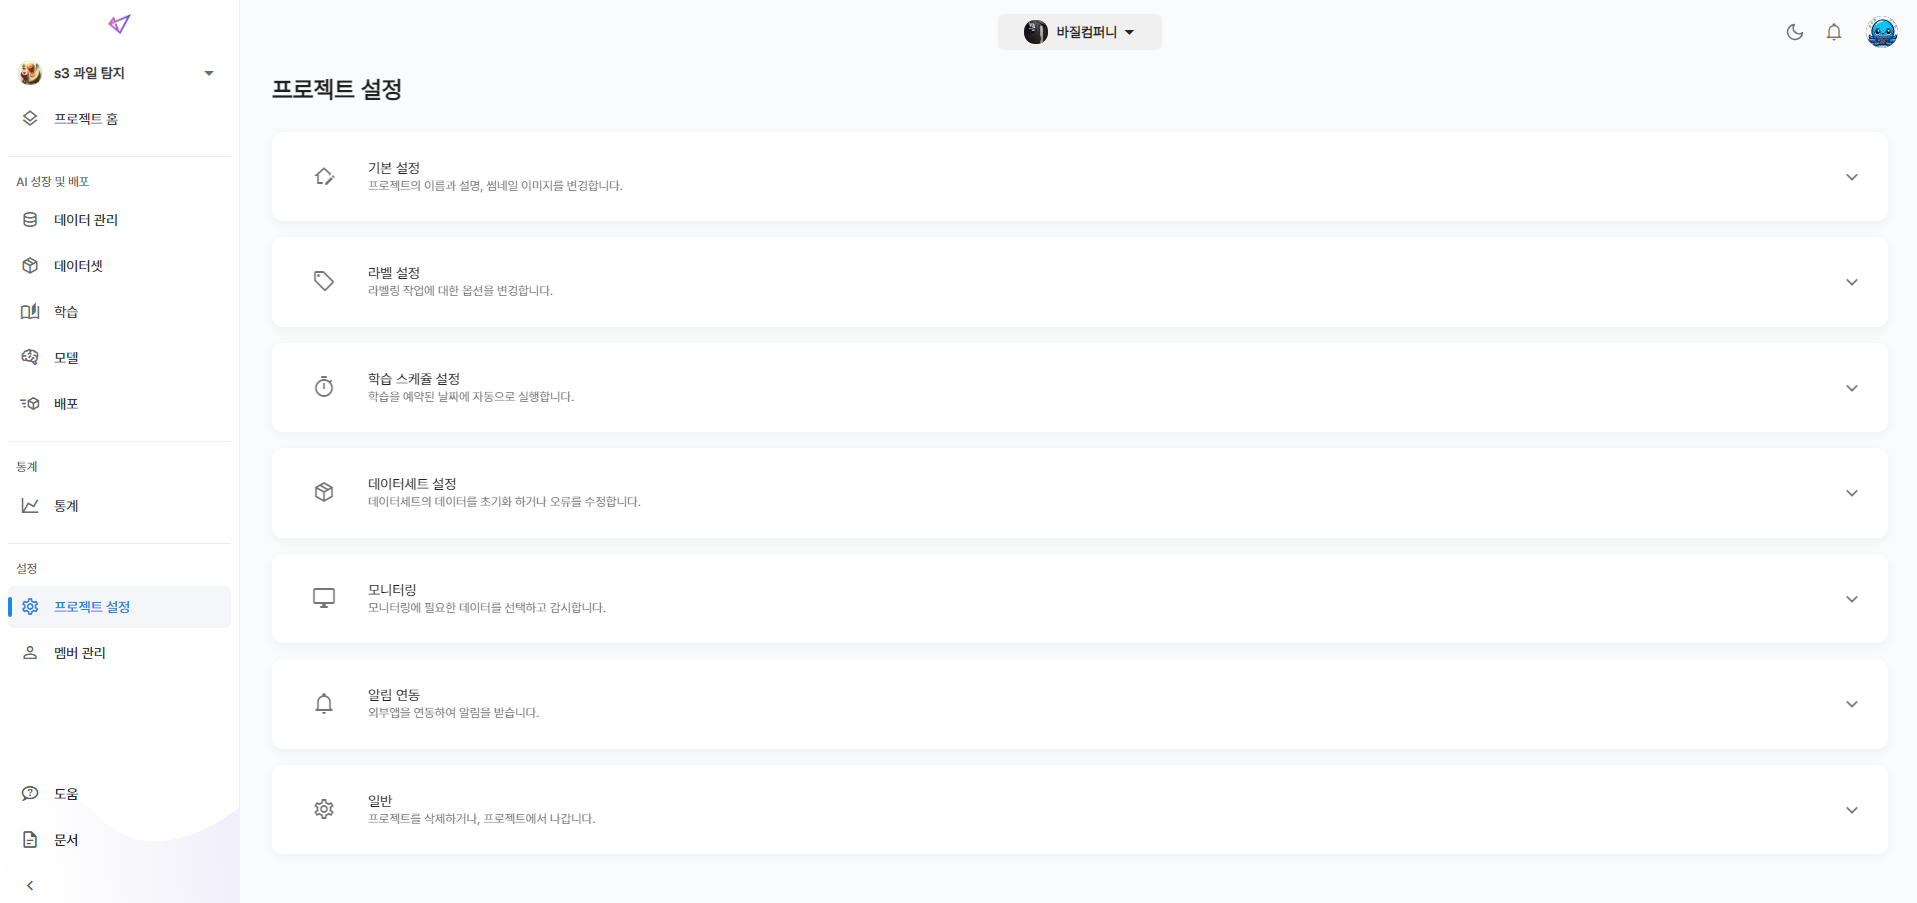 s3 과일 탐지
프로젝트 홈
AI 성장 및 배포
데이터 관리
데이터셋
학습
모델
배포
통계
통계
설정
프로젝트 설정
멤버 관리
도움
문서
바질컴퍼니
프로젝트 설정
기본 설정
프로젝트의 이름과 설명, 썸네일 이미지를 변경합니다.
라벨 설정
라벨링 작업에 대한 옵션을 변경합니다.
학습 스케쥴 설정
학습을 예약된 날짜에 자동으로 실행합니다.
데이터세트 설정
데이터세트의 데이터를 초기화 하거나 오류를 수정합니다.
모니터링
모니터링에 필요한 데이터를 선택하고 감시합니다.
알림 연동
외부앱을 연동하여 알림을 받습니다.
일반
프로젝트를 삭제하거나, 프로젝트에서 나갑니다.